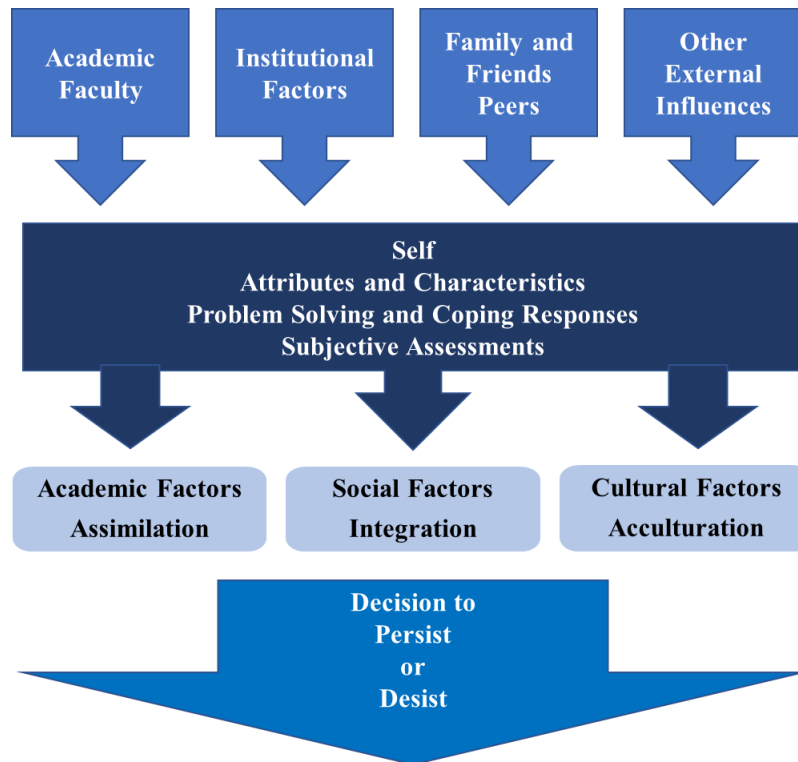 Academic
Faculty
Institutional
Factors
Family and
Friends
Peers
Other
External
Influences
Self
Attributes and Characteristics
Problem Solving and Coping Responses
Subjective Assessments
Academic Factors
Assimilation
Social Factors
Integration
Cultural Factors
Acculturation
Decision to
Persist
or
Desist